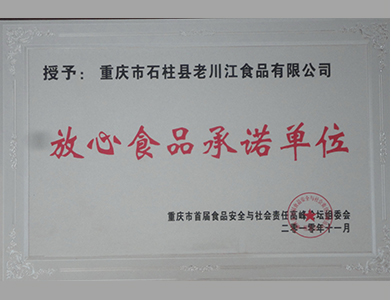 授予：重庆市石柱县老川江食品有限公司
放心食品承诺单位
重庆市首届食品安全与社会责任高峰论坛组委会
二零一零年十一月